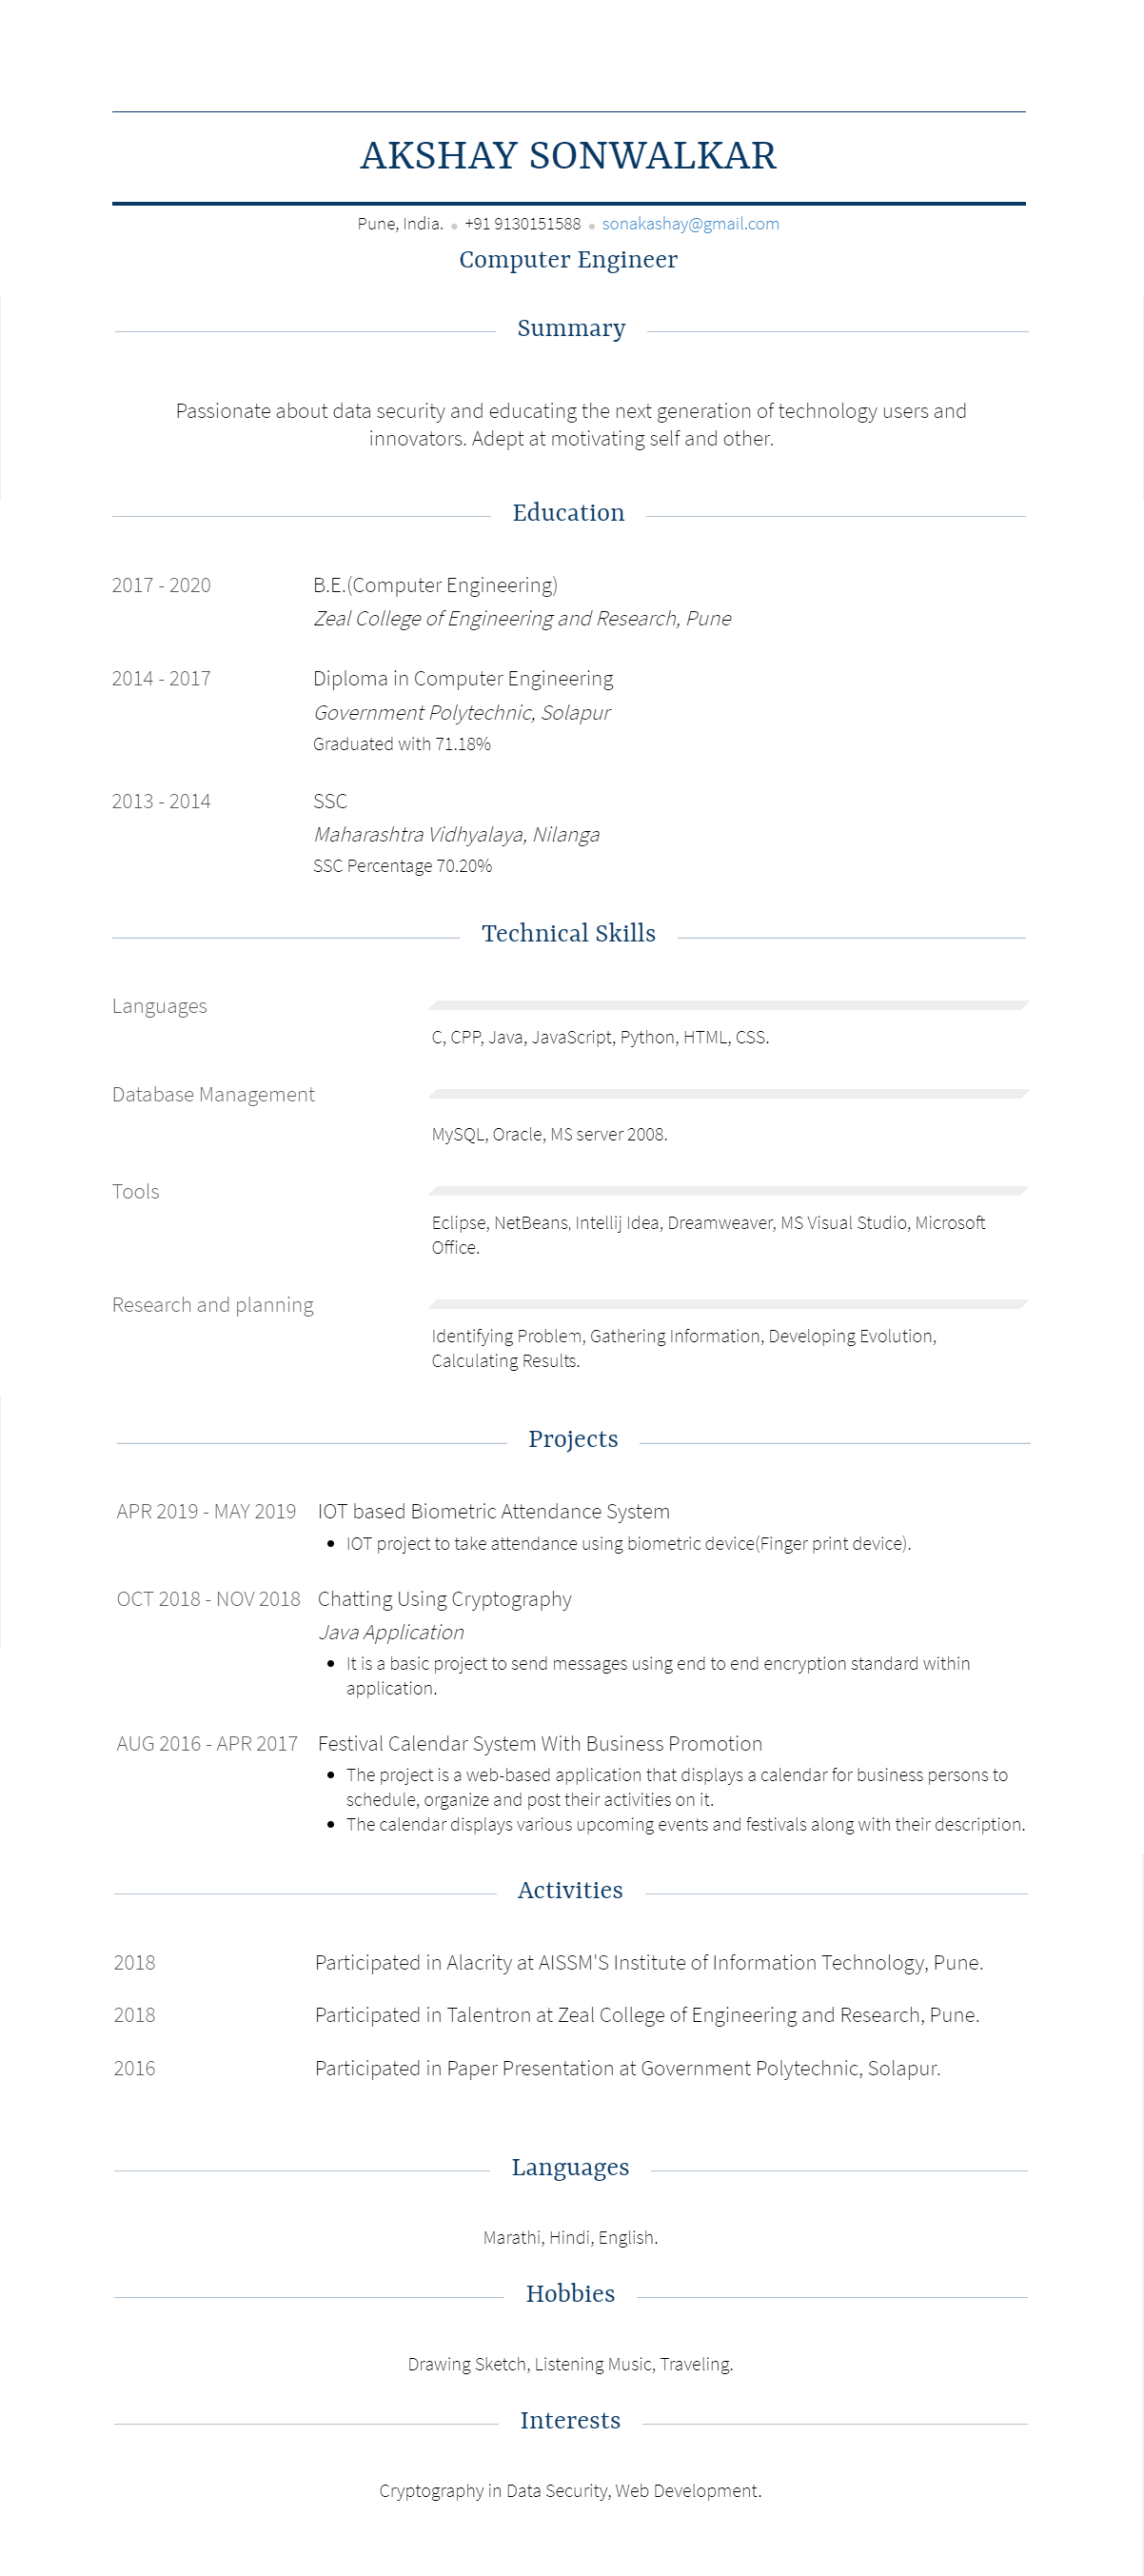 AKSHAY SONWALKAR
Pune, India. ● +91 9130151588 ● sonakashay@gmail.com
Computer Engineer
Summary
Passionate about data security and educating the next generation of technology users and
innovators. Adept at motivating self and other.
Education
2017 - 2020 B.E.(Computer Engineering)
Zeal College of Engineering and Research, Pune
2014 - 2017 Diploma in Computer Engineering
Government Polytechnic, Solapur
Graduated with 71.18%
2013 - 2014 SSC
Maharashtra Vidhyalaya, Nilanga
SSC Percentage 70.20%
Technical Skills
Languages
C, CPP, Java, JavaScript, Python, HTML, CSS.
Database Management
MySQL, Oracle, MS server 2008.
Tools
Eclipse, NetBeans, Intellij Idea, Dreamweaver, MS Visual Studio, Microsoft
Office.
Research and planning
Identifying Problem, Gathering Information, Developing Evolution,
Calculating Results.
Projects
APR 2019 - MAY 2019 IOT based Biometric Attendance System
● IOT project to take attendance using biometric device(Finger print device).
OCT 2018 - NOV 2018 Chatting Using Cryptography
Java Application
● It is a basic project to send messages using end to end encryption standard within
application.
AUG 2016 - APR 2017 Festival Calendar System With Business Promotion
● The project is a web-based application that displays a calendar for business persons to
schedule, organize and post their activities on it.
● The calendar displays various upcoming events and festivals along with their description.
Activities
2018 Participated in Alacrity at AISSM'S Institute of Information Technology, Pune.
2018 Participated in Talentron at Zeal College of Engineering and Research, Pune.
2016 Participated in Paper Presentation at Government Polytechnic, Solapur.
Languages
Marathi, Hindi, English.
Hobbies
Drawing Sketch, Listening Music, Traveling.
Interests
Cryptography in Data Security, Web Development.